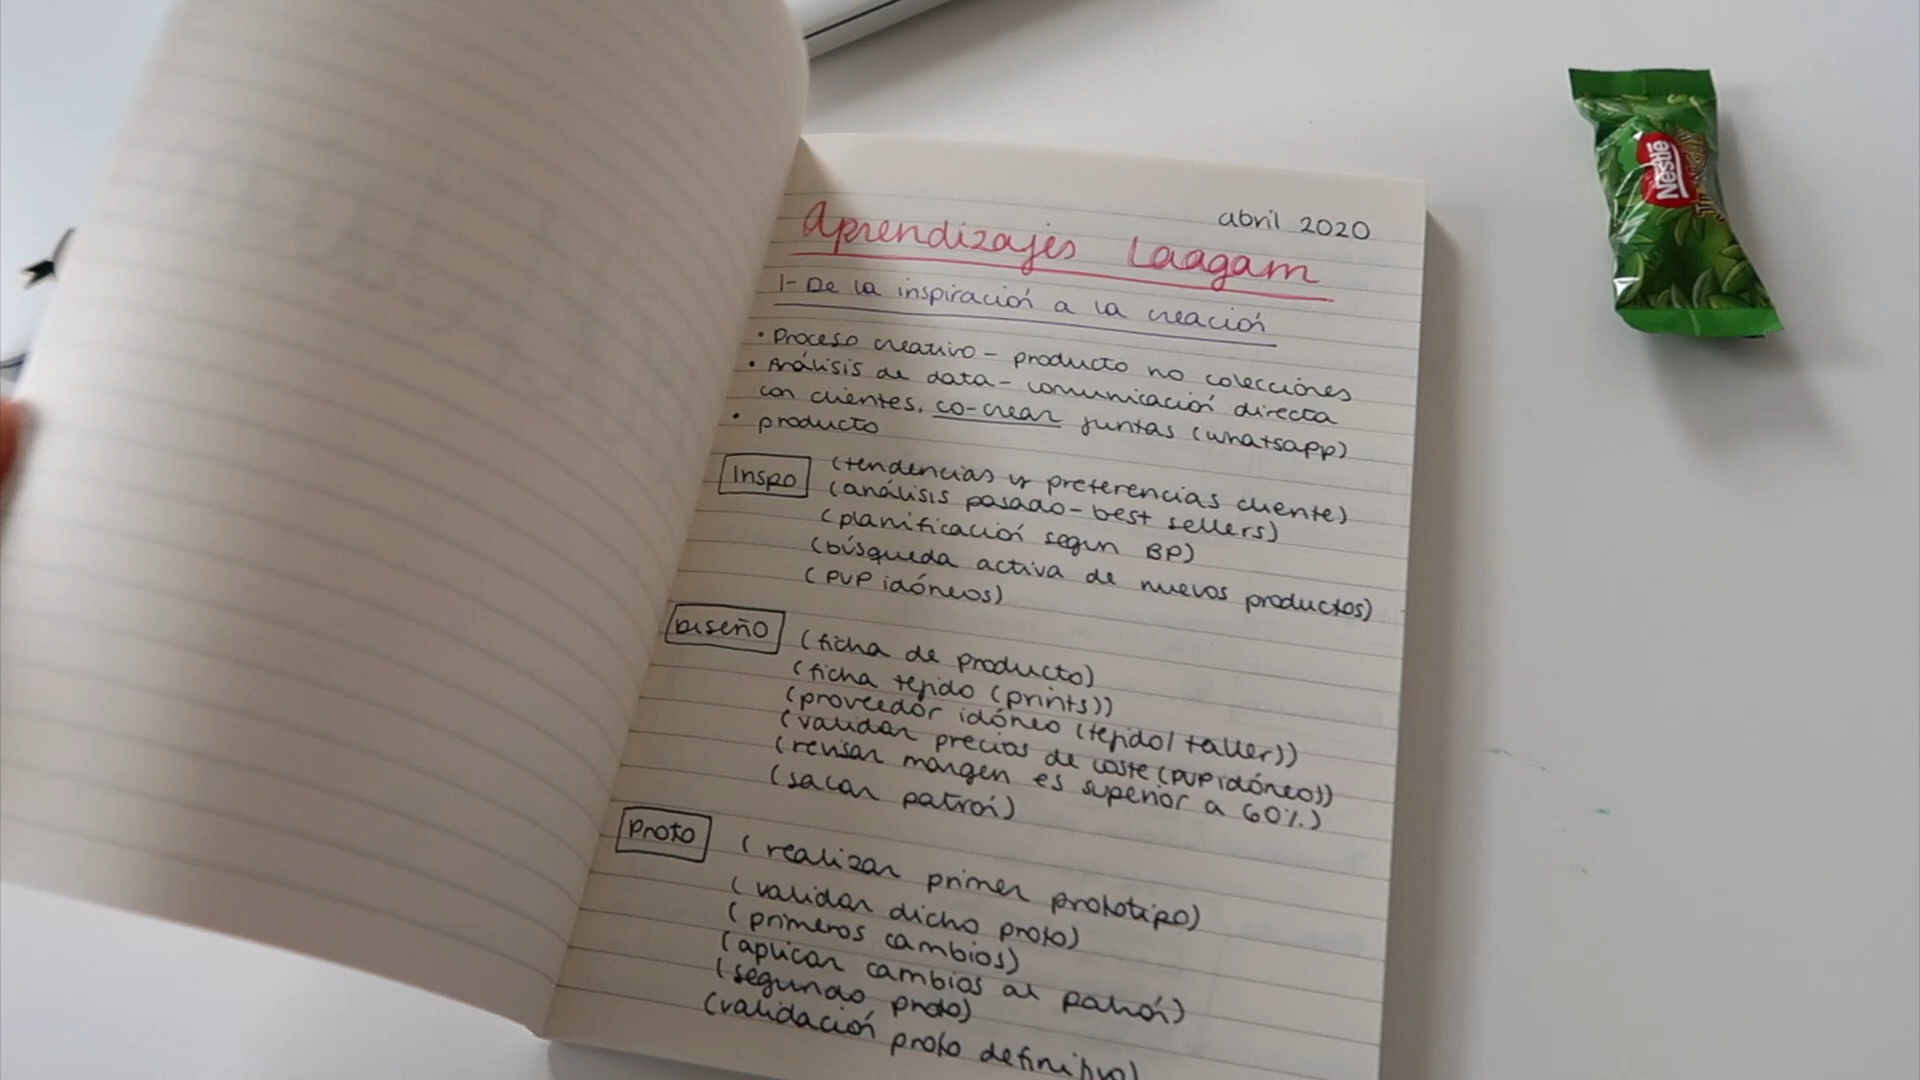 abril 2020
Aprendizajes Laagam
1- De la inspiración a la creación
• Proceso creativo - producto no colecciones
• Análisis de data - comunicación directa
con clientes, co-crear juntas (whatsapp)
• producto
Inspo (tendencias y preferencias cliente)
(análisis pasado - best sellers)
(planificación segun BP)
(búsqueda activa de nuevos productos)
(PVP idóneos)
Diseño (ficha de producto)
(ficha tejido (prints))
(proveedor idóneo (tejido/taller))
(validar precios de coste (PVP idóneo))
(revisar margen es superior a 60%)
(sacar patrón)
Proto (realizar primer prototipo)
(validar dicho proto)
(primeros cambios)
(aplicar cambios al patrón)
(segundo proto)
(validación proto definitivo)
Nestlé